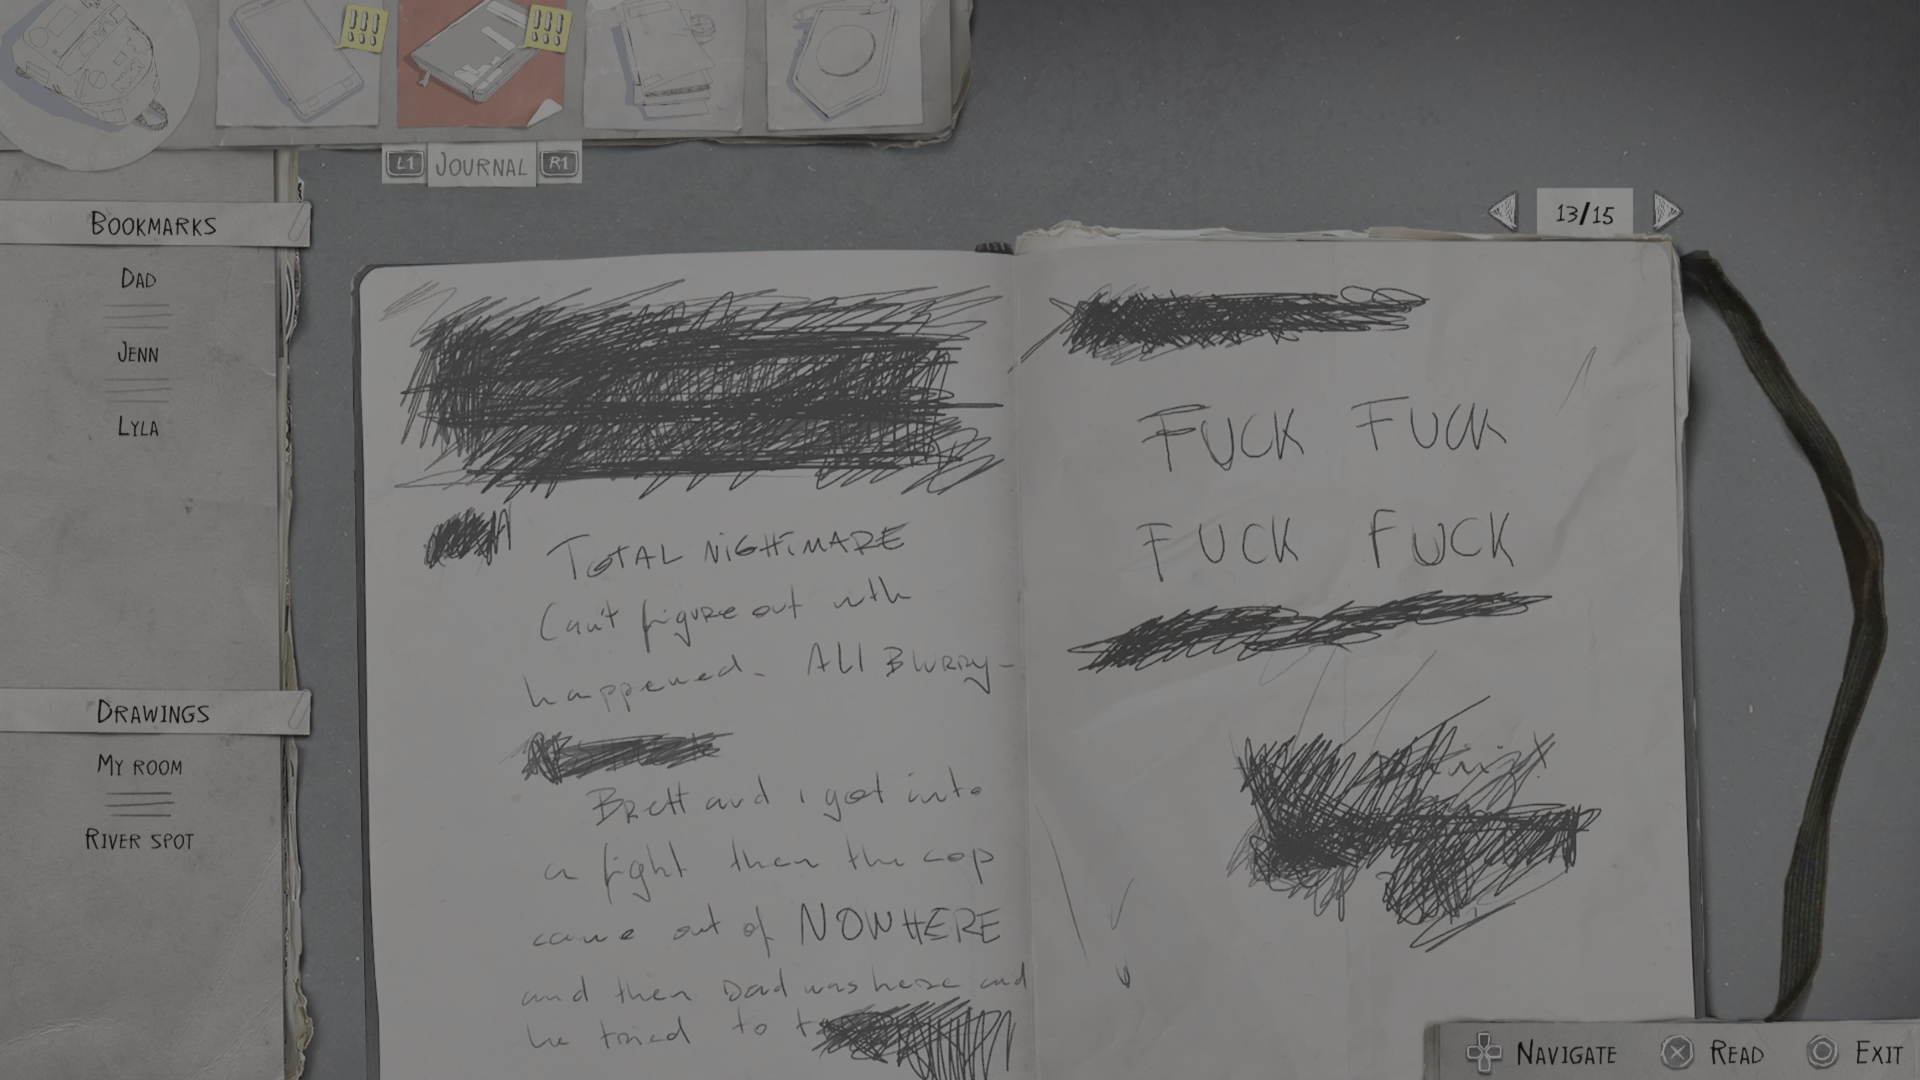 L1 JOURNAL R1
13/15
BOOKMARKS
DAD
JENN
LYLA
DRAWINGS
MY ROOM
RIVER SPOT
TOTAL NIGHTMARE
Can't figure out wth
happened. All Blurry
Brett and i got into
a fight then the cop
came out of NOWHERE
and then Dad was here and
he tried to
FUCK FUCK
FUCK FUCK
NAVIGATE READ EXIT